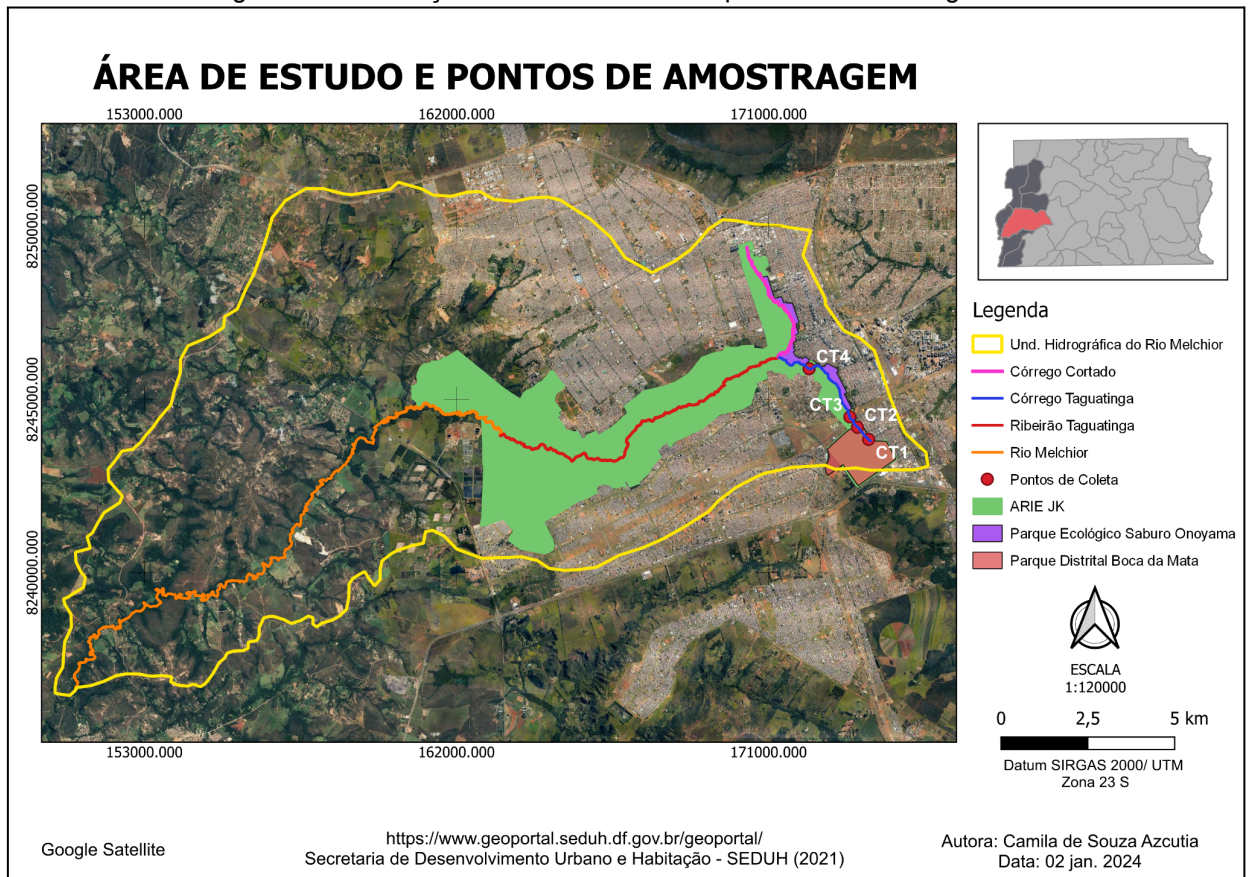 ÁREA DE ESTUDO E PONTOS DE AMOSTRAGEM
153000.000 162000.000 171000.000
8250000.000
8245000.000
8240000.000
CT4
CT3
CT2
CT1
153000.000 162000.000 171000.000
Legenda
Und. Hidrográfica do Rio Melchior
Córrego Cortado
Córrego Taguatinga
Ribeirão Taguatinga
Rio Melchior
Pontos de Coleta
ARIE JK
Parque Ecológico Saburo Onoyama
Parque Distrital Boca da Mata
ESCALA
1:120000
0 2,5 5 km
Datum SIRGAS 2000/ UTM
Zona 23 S
Google Satellite
https://www.geoportal.seduh.df.gov.br/geoportal/
Secretaria de Desenvolvimento Urbano e Habitação - SEDUH (2021)
Autora: Camila de Souza Azcutia
Data: 02 jan. 2024